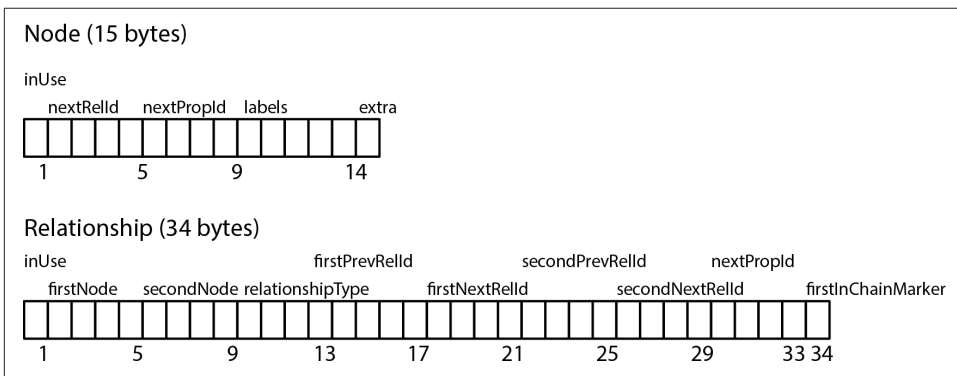 Node (15 bytes)
inUse
nextRelId nextPropId labels extra
1 5 9 14
Relationship (34 bytes)
inUse firstPrevRelId secondPrevRelId nextPropId
firstNode secondNode relationshipType firstNextRelId secondNextRelId firstInChainMarker
1 5 9 13 17 21 25 29 33 34